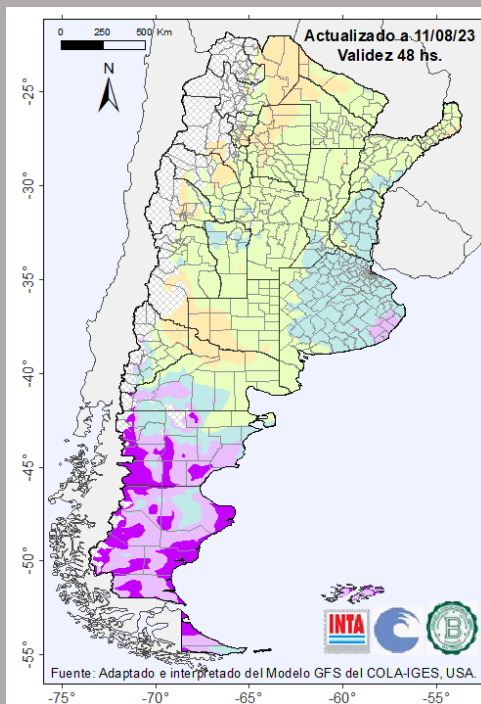 0 250 500 Km
Actualizado a 11/08/23
Validez 48 hs.
N
-25°
-30°
-35°
-40°
-45°
-50°
-55°
INTA
B
Fuente: Adaptado e interpretado del Modelo GFS del COLA-IGES, USA.
-75° -70° -65° -60° -55°